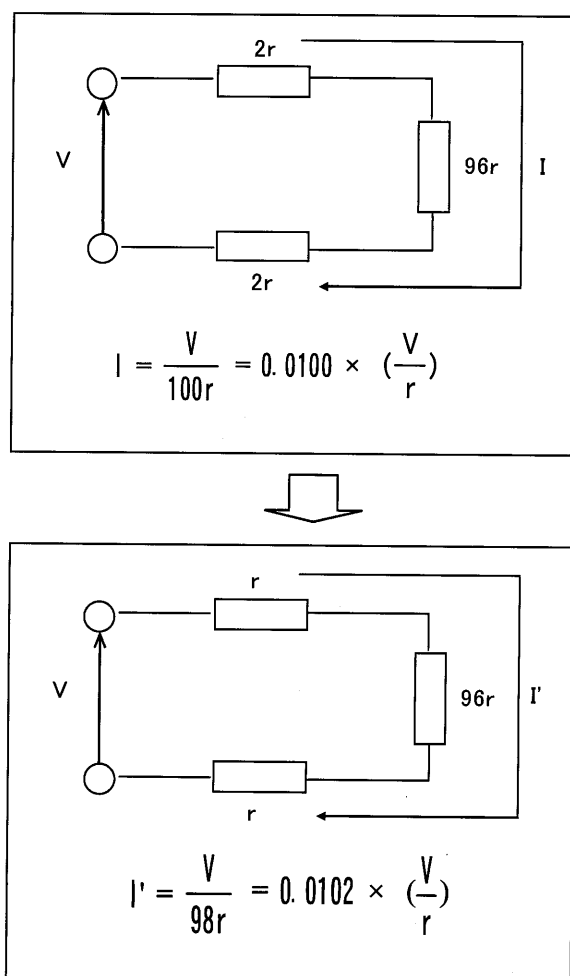 2r
V
96r
I
2r
I = V/100r = 0.0100 × (V/r)
r
V
96r
I'
r
I' = V/98r = 0.0102 × (V/r)